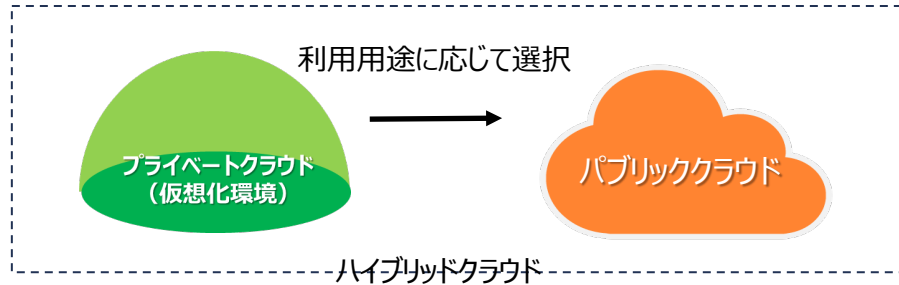 利用用途に応じて選択
プライベートクラウド
（仮想化環境）
パブリッククラウド
ハイブリッドクラウド